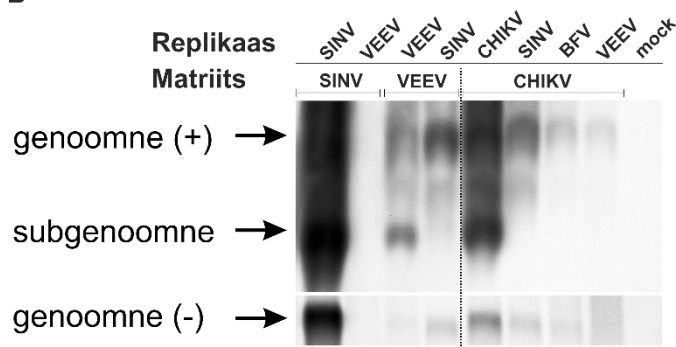 Replikaas SINV VEEV VEEV SINV CHIKV SINV BFV VEEV mock
Matriits SINV VEEV CHIKV
genoomne (+)
subgenoomne
genoomne (-)